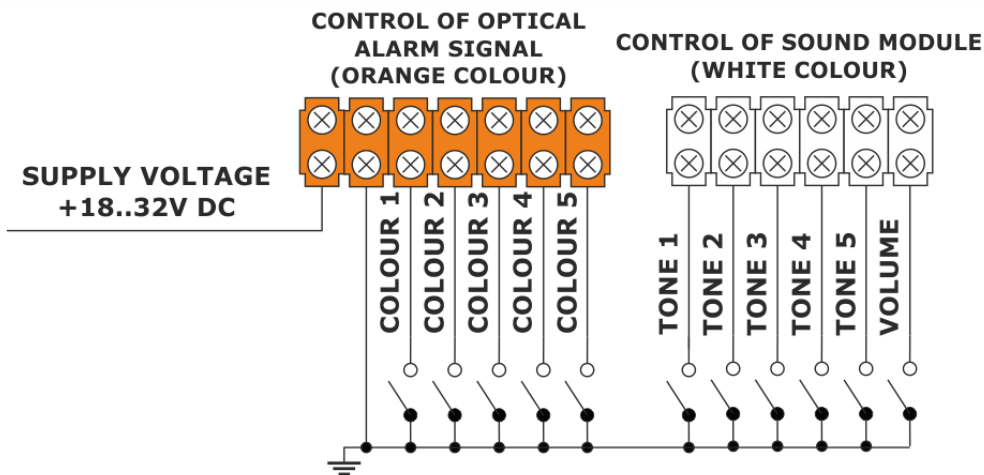 CONTROL OF OPTICAL
ALARM SIGNAL
(ORANGE COLOUR)
CONTROL OF SOUND MODULE
(WHITE COLOUR)
SUPPLY VOLTAGE
+18..32V DC
COLOUR 1
COLOUR 2
COLOUR 3
COLOUR 4
COLOUR 5
TONE 1
TONE 2
TONE 3
TONE 4
TONE 5
VOLUME